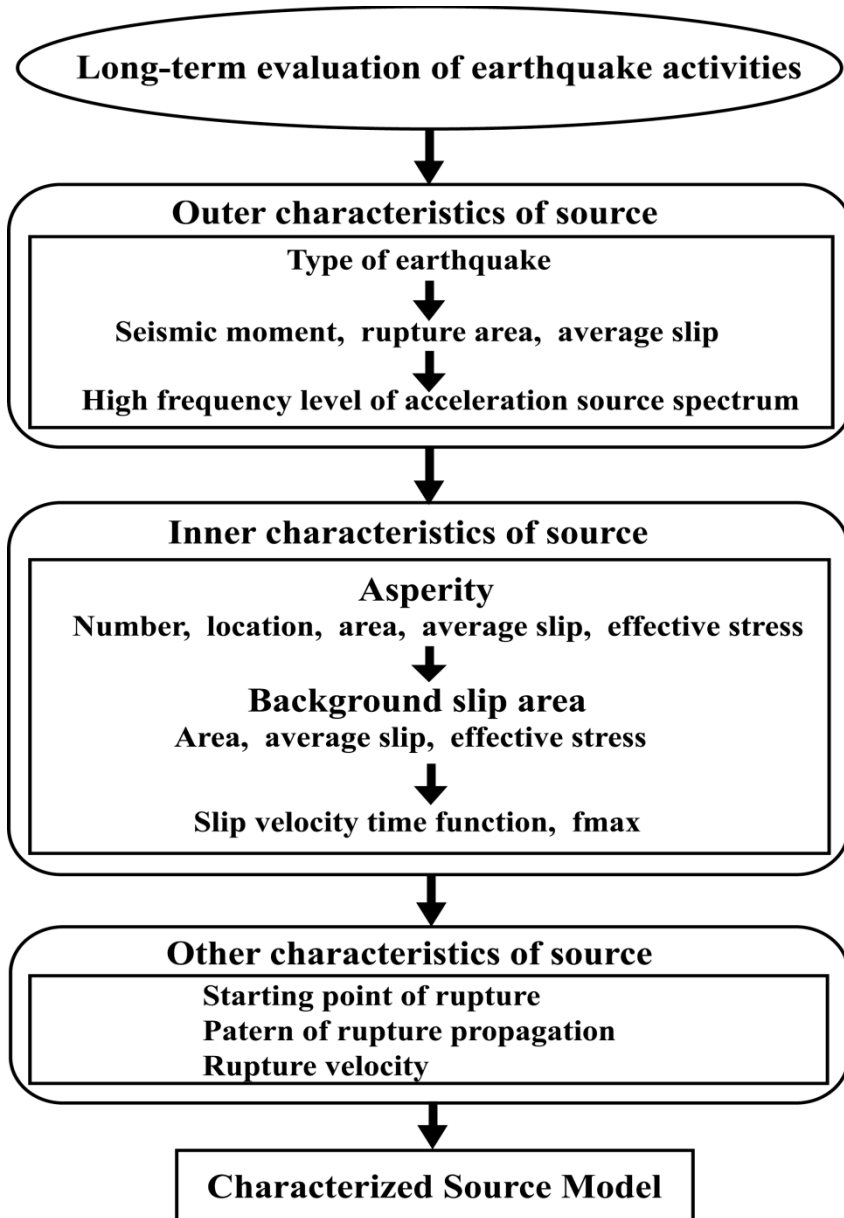 Long-term evaluation of earthquake activities
Outer characteristics of source
Type of earthquake
Seismic moment, rupture area, average slip
High frequency level of acceleration source spectrum
Inner characteristics of source
Asperity
Number, location, area, average slip, effective stress
Background slip area
Area, average slip, effective stress
Slip velocity time function, fmax
Other characteristics of source
Starting point of rupture
Patern of rupture propagation
Rupture velocity
Characterized Source Model